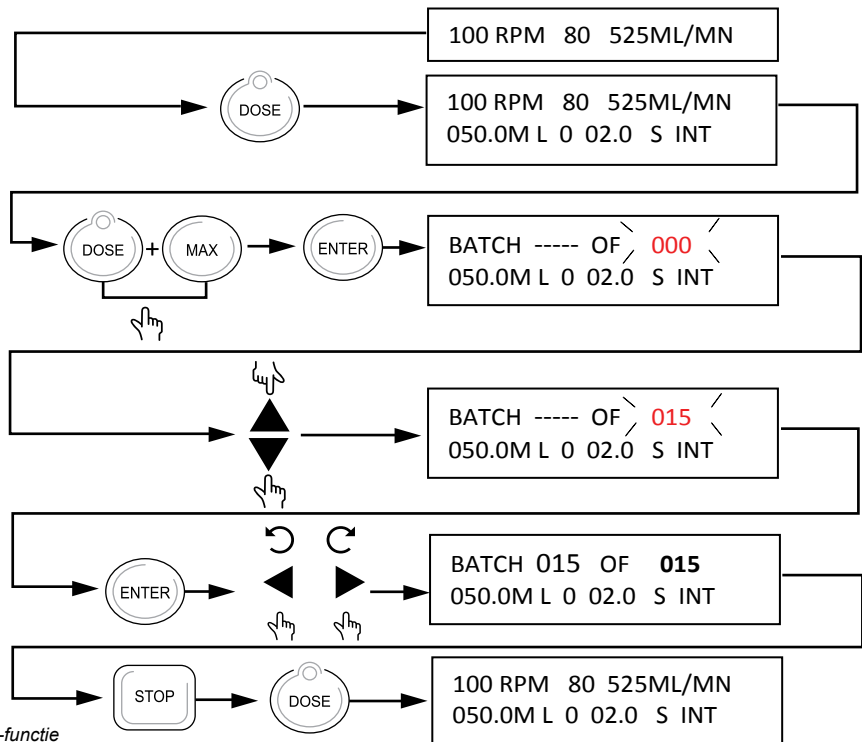 100 RPM 80 525ML/MN
DOSE
100 RPM 80 525ML/MN
050.0M L 0 02.0 S INT
DOSE + MAX ENTER
BATCH ----- OF 000
050.0M L 0 02.0 S INT
BATCH ----- OF 015
050.0M L 0 02.0 S INT
ENTER
BATCH 015 OF 015
050.0M L 0 02.0 S INT
STOP DOSE
100 RPM 80 525ML/MN
050.0M L 0 02.0 S INT
-functie